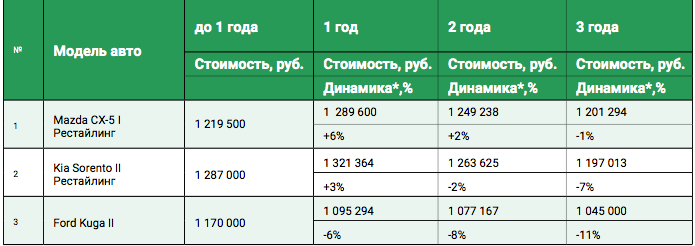 № Модель авто до 1 года 1 год 2 года 3 года
Стоимость, руб. Стоимость, руб. Стоимость, руб. Стоимость, руб.
Динамика*,% Динамика*,% Динамика*,%
1 Mazda CX-5 I Рестайлинг 1 219 500 1 289 600 1 249 238 1 201 294
+6% +2% -1%
2 Kia Sorento II Рестайлинг 1 287 000 1 321 364 1 263 625 1 197 013
+3% -2% -7%
3 Ford Kuga II 1 170 000 1 095 294 1 077 167 1 045 000
-6% -8% -11%